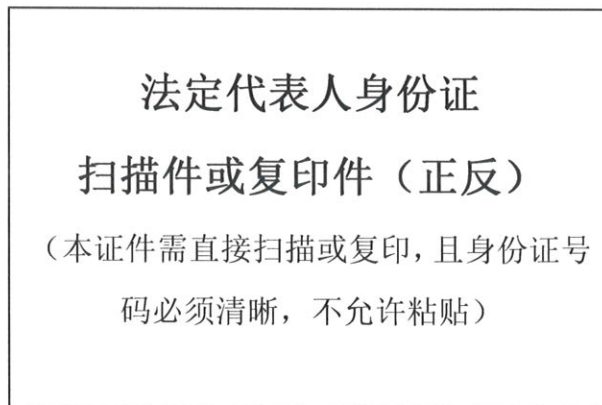 法定代表人身份证
扫描件或复印件（正反）
（本证件需直接扫描或复印，且身份证号
码必须清晰，不允许粘贴）